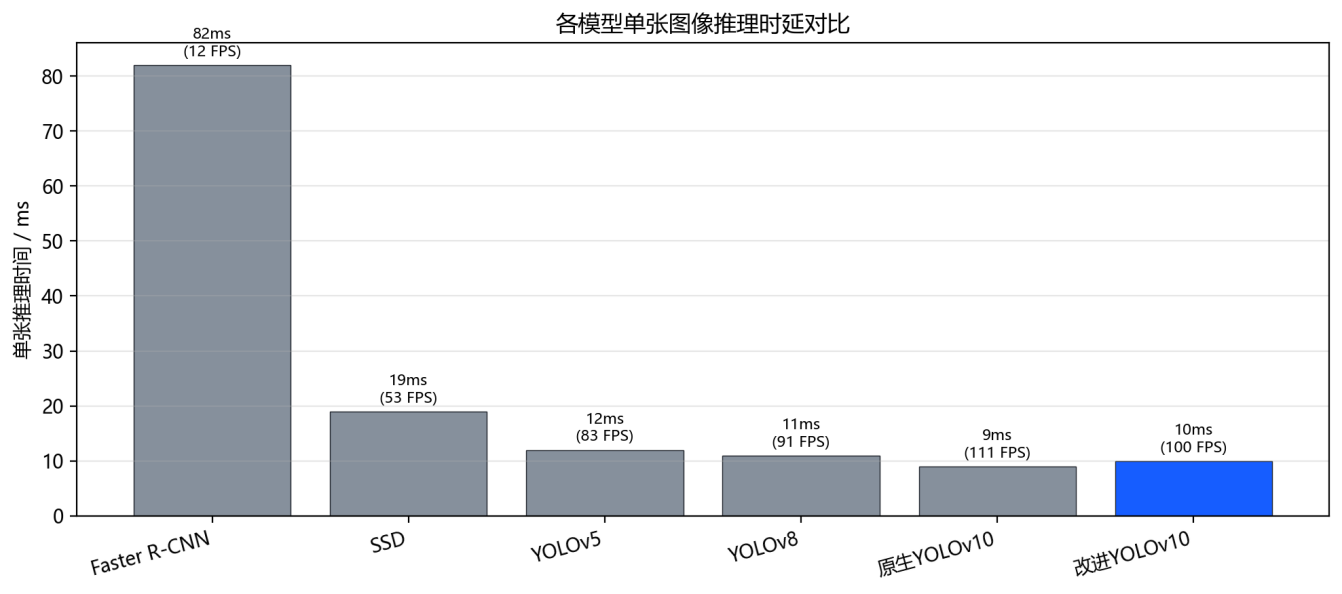 各模型单张图像推理时延对比
单张推理时间 / ms
80
70
60
50
40
30
20
10
0
82ms
(12 FPS)
19ms
(53 FPS)
12ms
(83 FPS)
11ms
(91 FPS)
9ms
(111 FPS)
10ms
(100 FPS)
Faster R-CNN
SSD
YOLOv5
YOLOv8
原生YOLOv10
改进YOLOv10